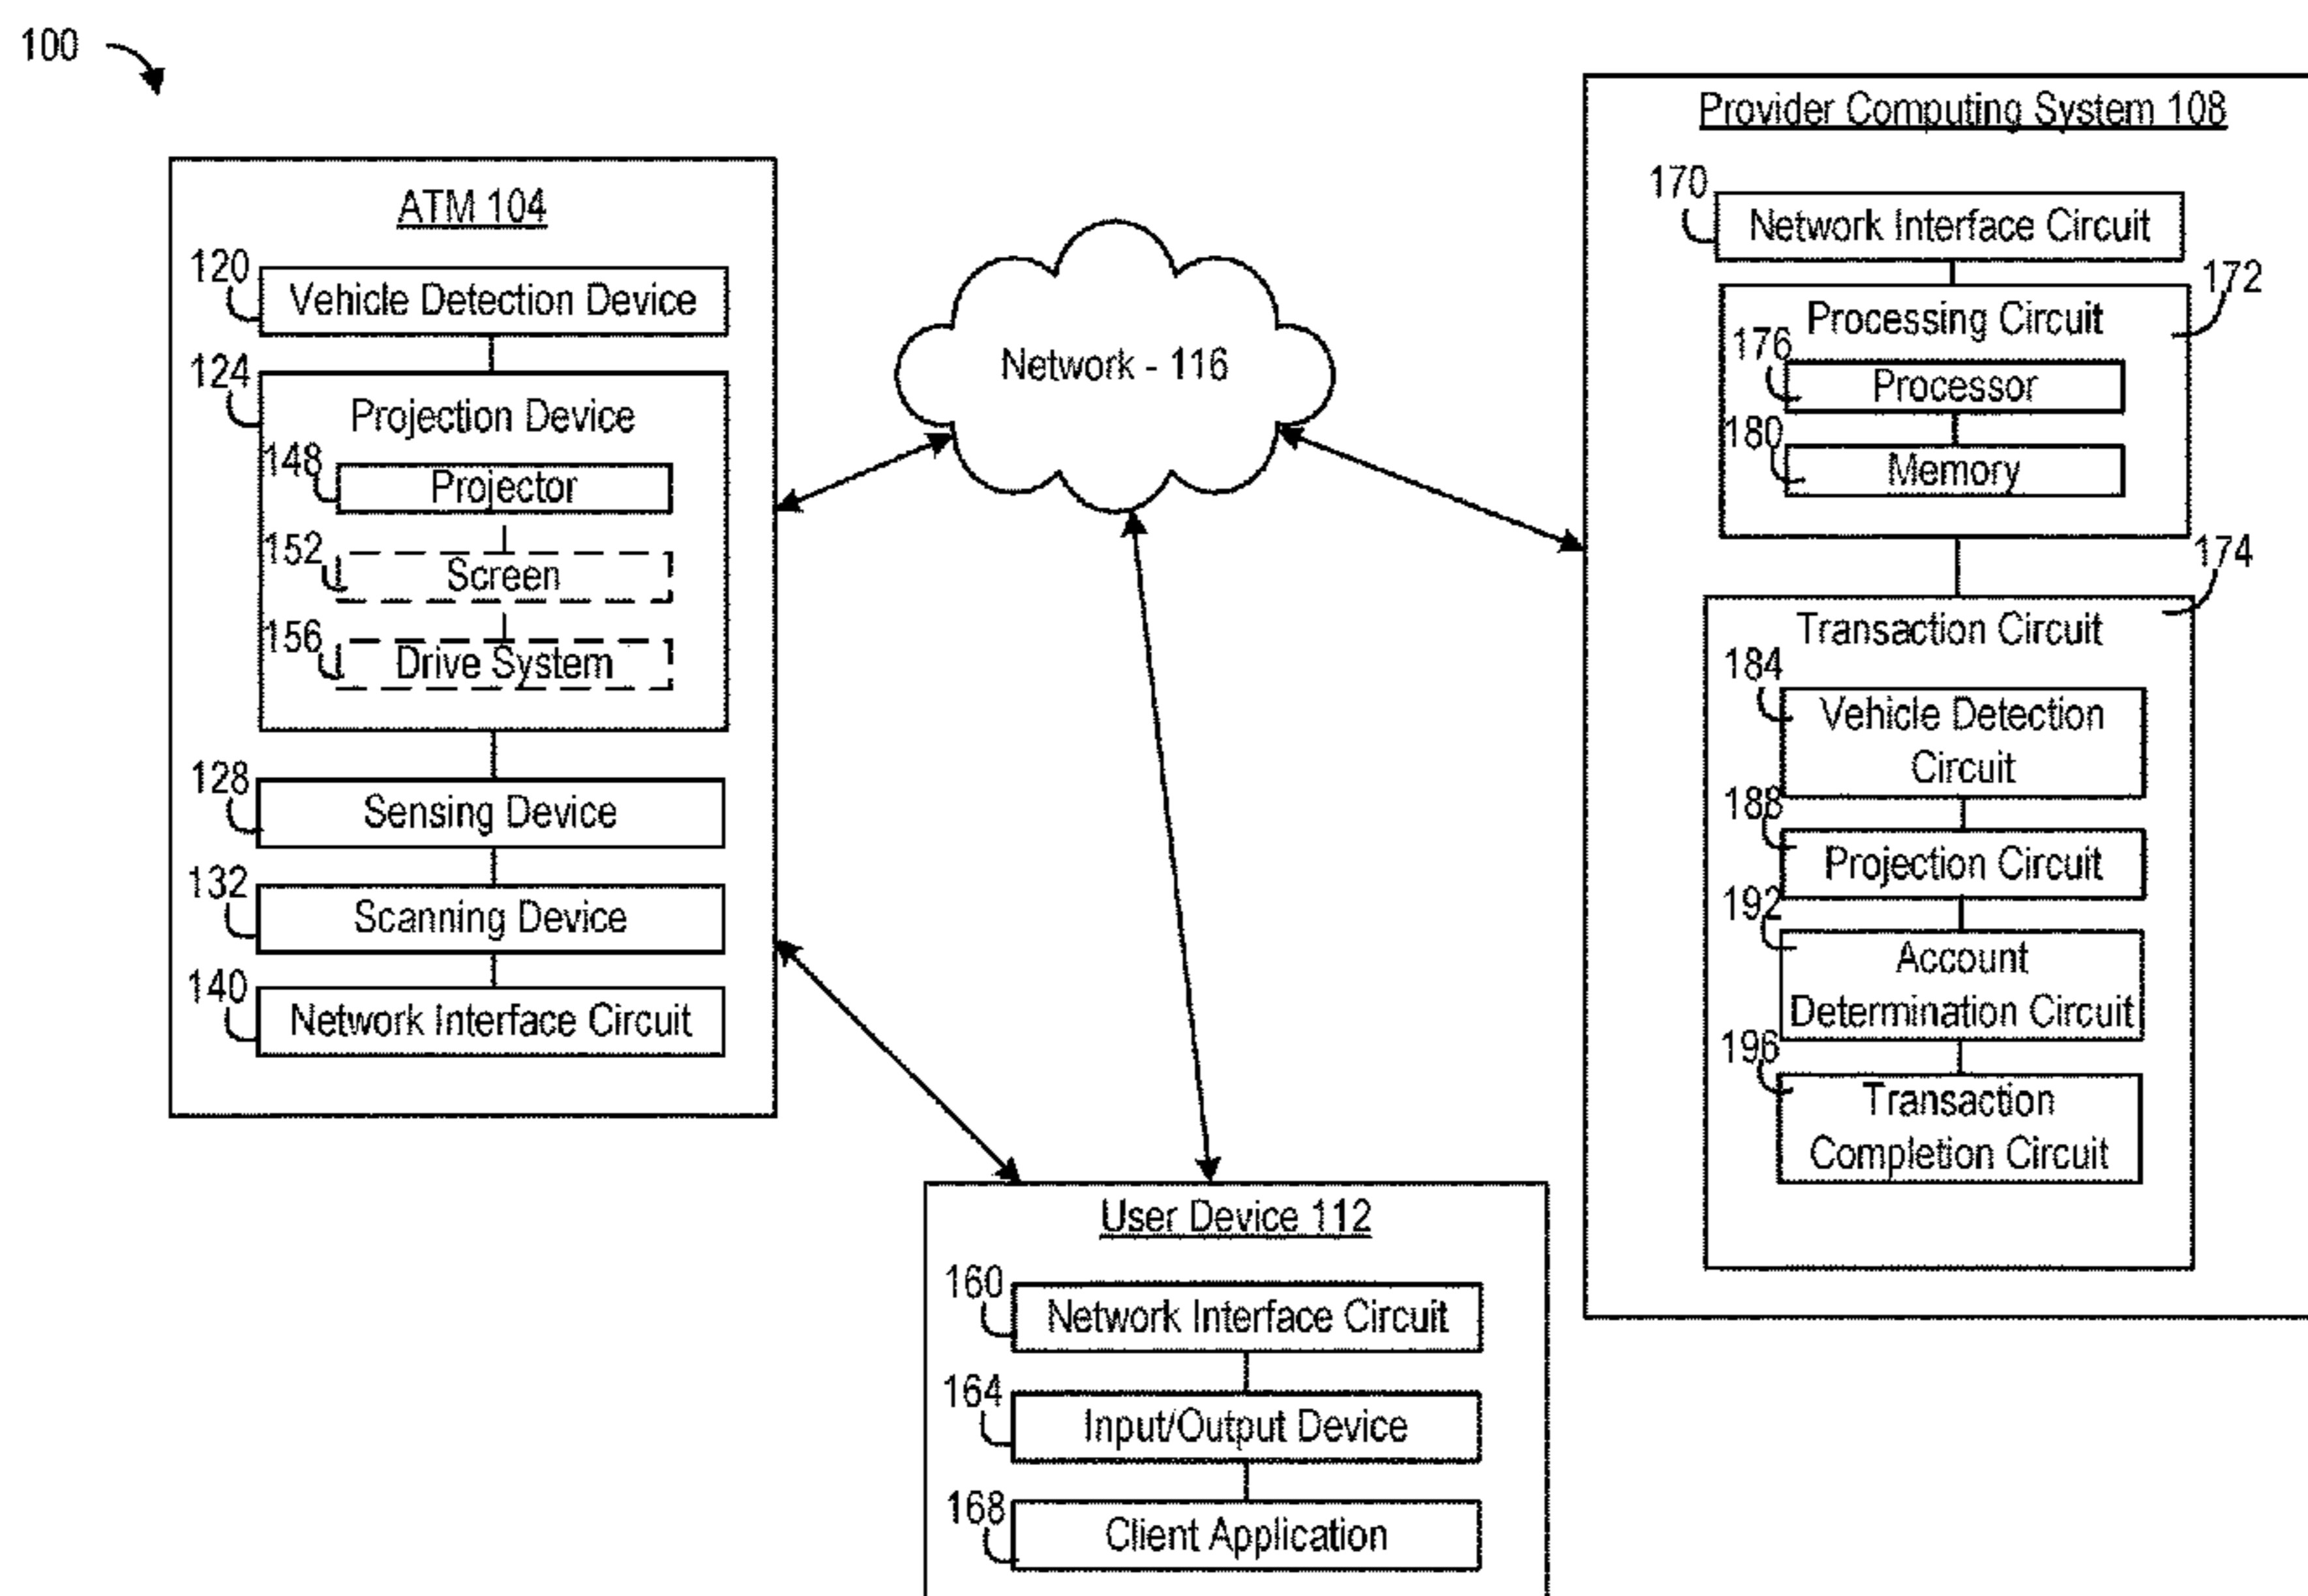 100
ATM 104
120
Vehicle Detection Device
124
Projection Device
148
Projector
152
Screen
156
Drive System
128
Sensing Device
132
Scanning Device
140
Network Interface Circuit
Network - 116
Provider Computing System 108
170
Network Interface Circuit
172
Processing Circuit
176
Processor
180
Memory
174
Transaction Circuit
184
Vehicle Detection
Circuit
188
Projection Circuit
192
Account
Determination Circuit
196
Transaction
Completion Circuit
User Device 112
160
Network Interface Circuit
164
Input/Output Device
168
Client Application